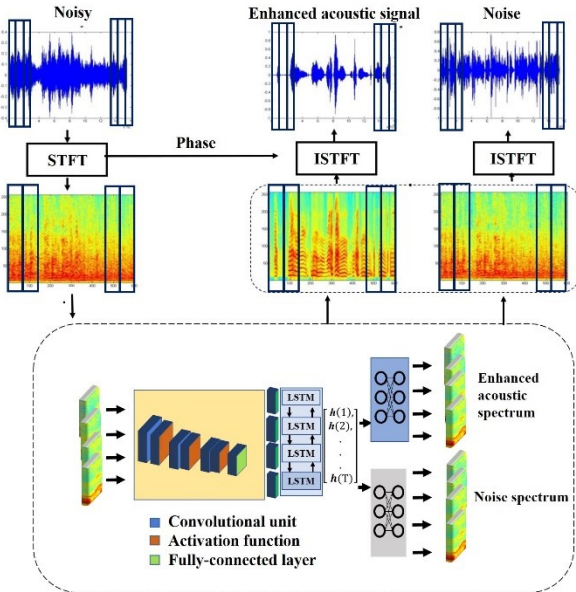 Noisy
Enhanced acoustic signal
Noise
STFT
Phase
ISTFT
ISTFT
LSTM
LSTM
LSTM
LSTM
h(1),
h(2),
.
.
.
h(T)
Enhanced
acoustic
spectrum
Noise spectrum
Convolutional unit
Activation function
Fully-connected layer